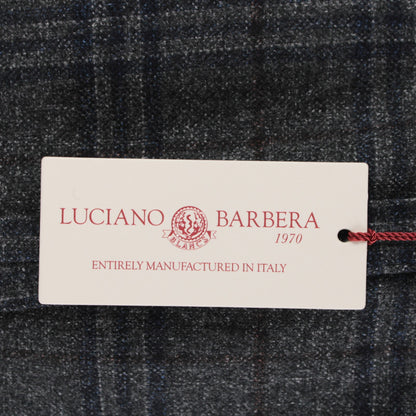 LUCIANO BARBERA
1970
ENTIRELY MANUFACTURED IN ITALY